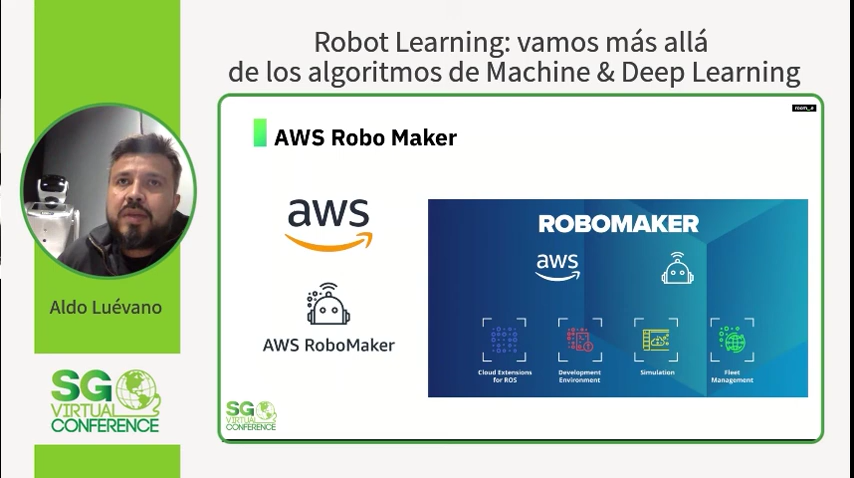 Robot Learning: vamos más allá
de los algoritmos de Machine & Deep Learning
room_a
AWS Robo Maker
aws
AWS RoboMaker
ROBOMAKER
aws
Cloud Extensions
for ROS
Development
Environment
Simulation
Fleet
Management
SG
VIRTUAL
CONFERENCE
Aldo Luévano
SG
VIRTUAL
CONFERENCE